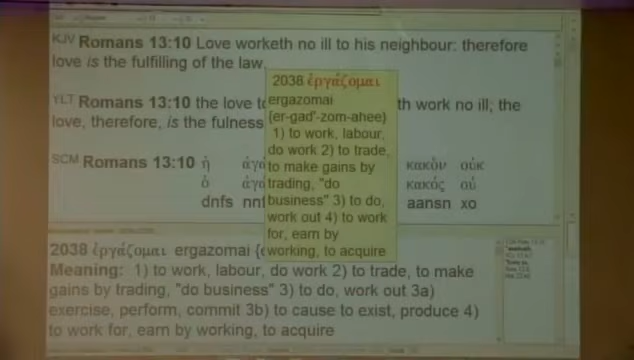 KJV Romans 13:10 Love worketh no ill to his neighbour: therefore
love is the fulfilling of the law.
YLT Romans 13:10 the love to
th work no ill; the
love, therefore, is the fulness
SCM Romans 13:10 ἡ ἀγά
κακὸν οὐκ
ὁ ἀγά
κακός οὐ
dnfs nnf
aansn xo
2038 ἐργάζομαι
ergazomai
{er-gad'-zom-ahee}
1) to work, labour,
do work 2) to trade,
to make gains by
trading, "do
business" 3) to do,
work out 4) to work
for, earn by
working, to acquire
2038 ἐργάζομαι ergazomai {e
Meaning: 1) to work, labour, do work 2) to trade, to make
gains by trading, "do business" 3) to do, work out 3a)
exercise, perform, commit 3b) to cause to exist, produce 4)
to work for, earn by working, to acquire